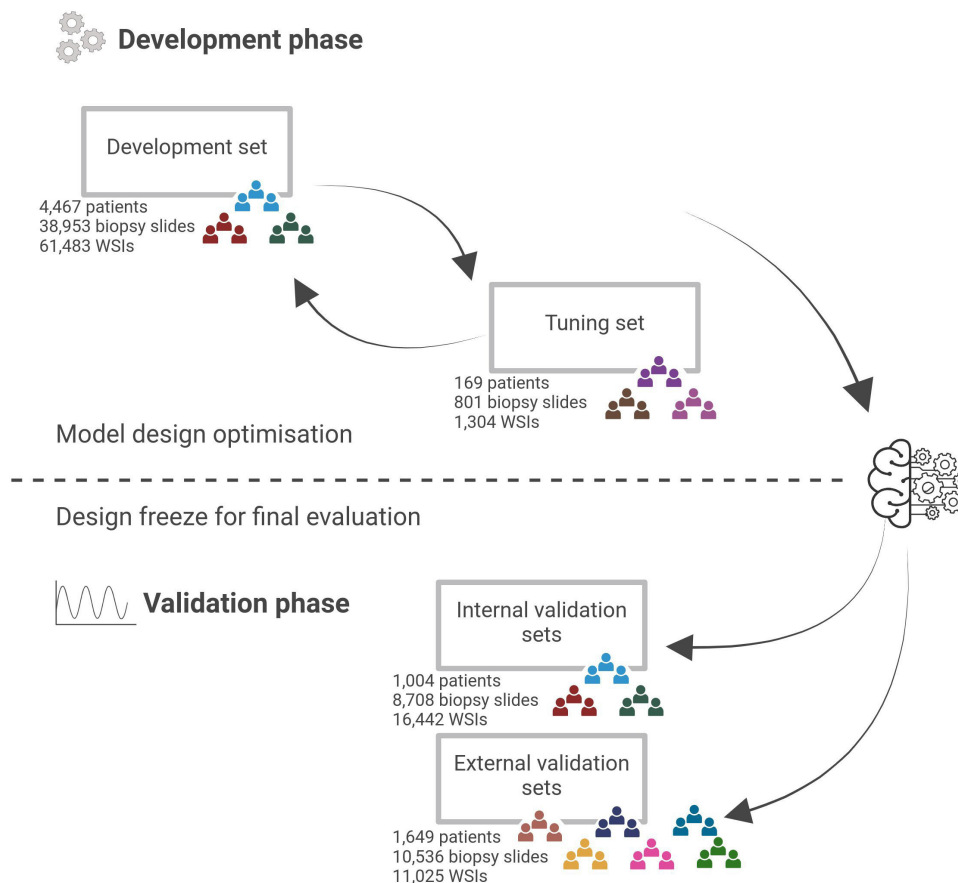 Development phase
Development set
4,467 patients
38,953 biopsy slides
61,483 WSIs
Tuning set
169 patients
801 biopsy slides
1,304 WSIs
Model design optimisation
Design freeze for final evaluation
Validation phase
Internal validation
sets
1,004 patients
8,708 biopsy slides
16,442 WSIs
External validation
sets
1,649 patients
10,536 biopsy slides
11,025 WSIs